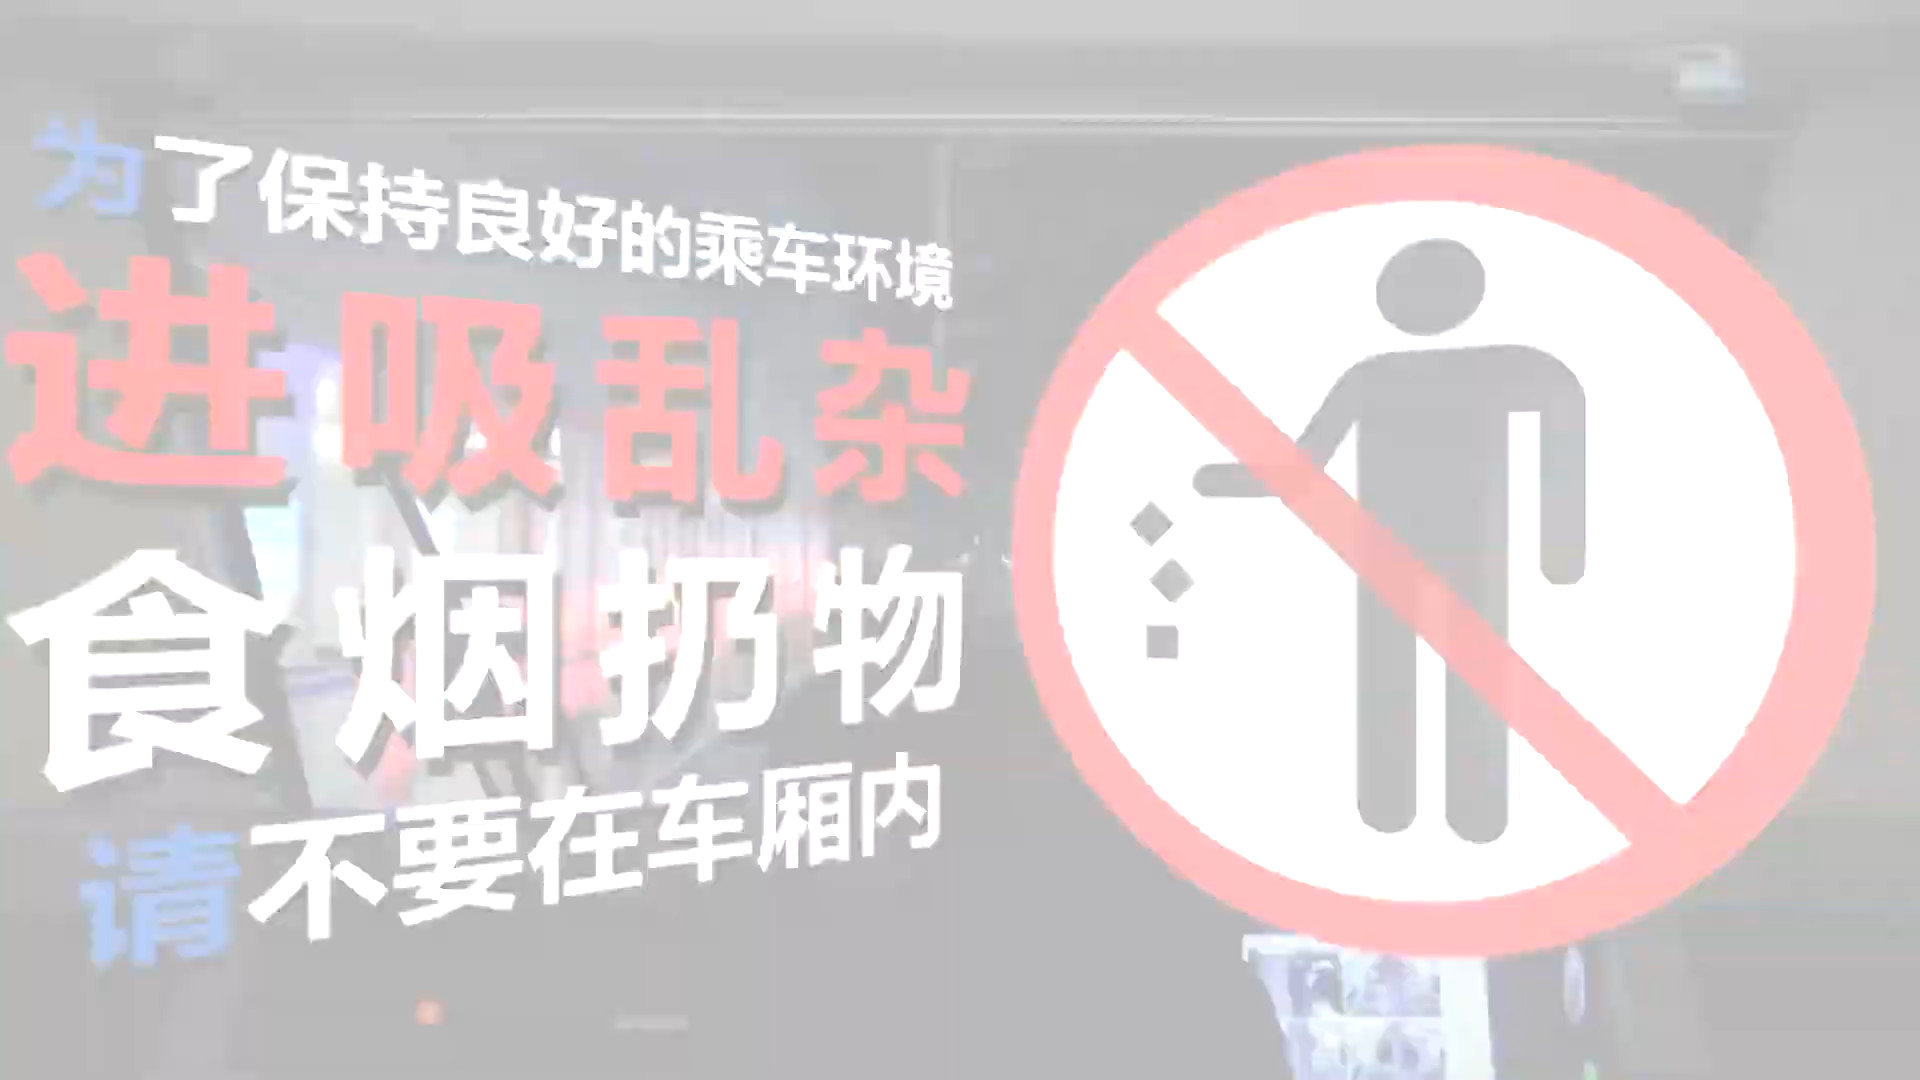 为了保持良好的乘车环境
进吸乱杂
食烟扔物
请不要在车厢内